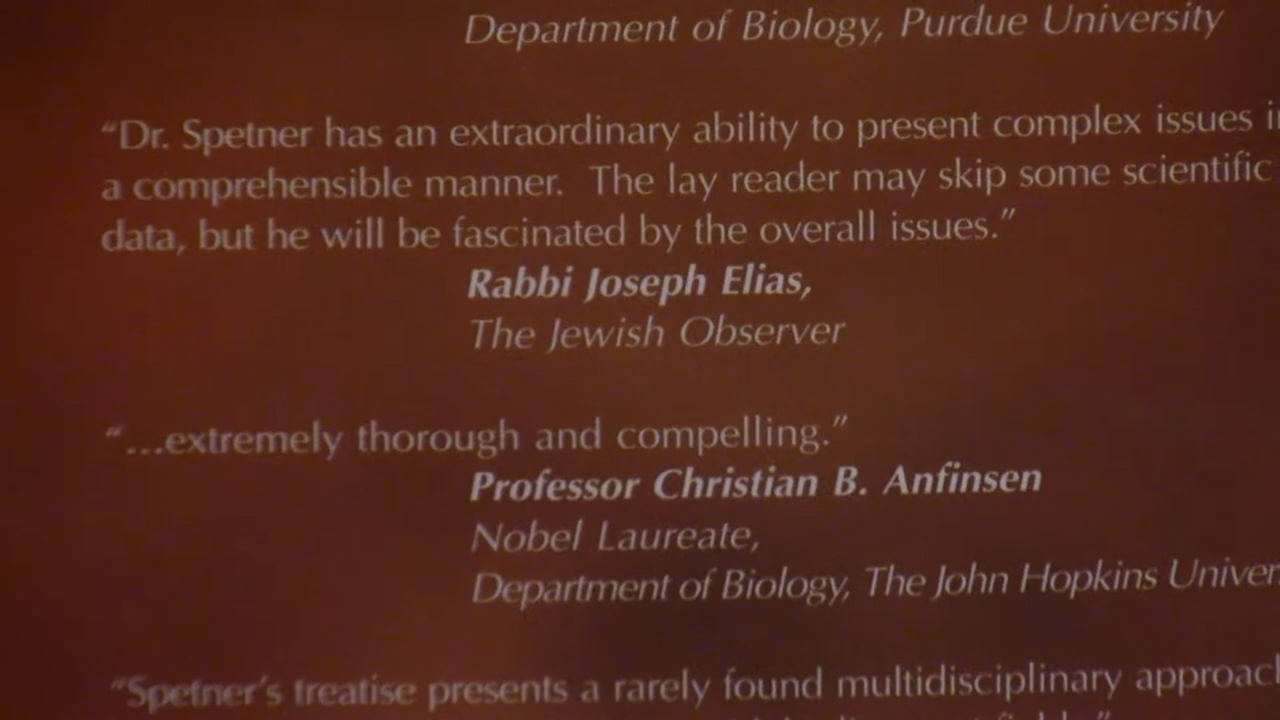 Department of Biology, Purdue University
“Dr. Spetner has an extraordinary ability to present complex issues
a comprehensible manner. The lay reader may skip some scientific
data, but he will be fascinated by the overall issues.”
Rabbi Joseph Elias,
The Jewish Observer
“...extremely thorough and compelling.”
Professor Christian B. Anfinsen
Nobel Laureate,
Department of Biology, The John Hopkins
“Spetner's treatise presents a rarely found multidisciplinary